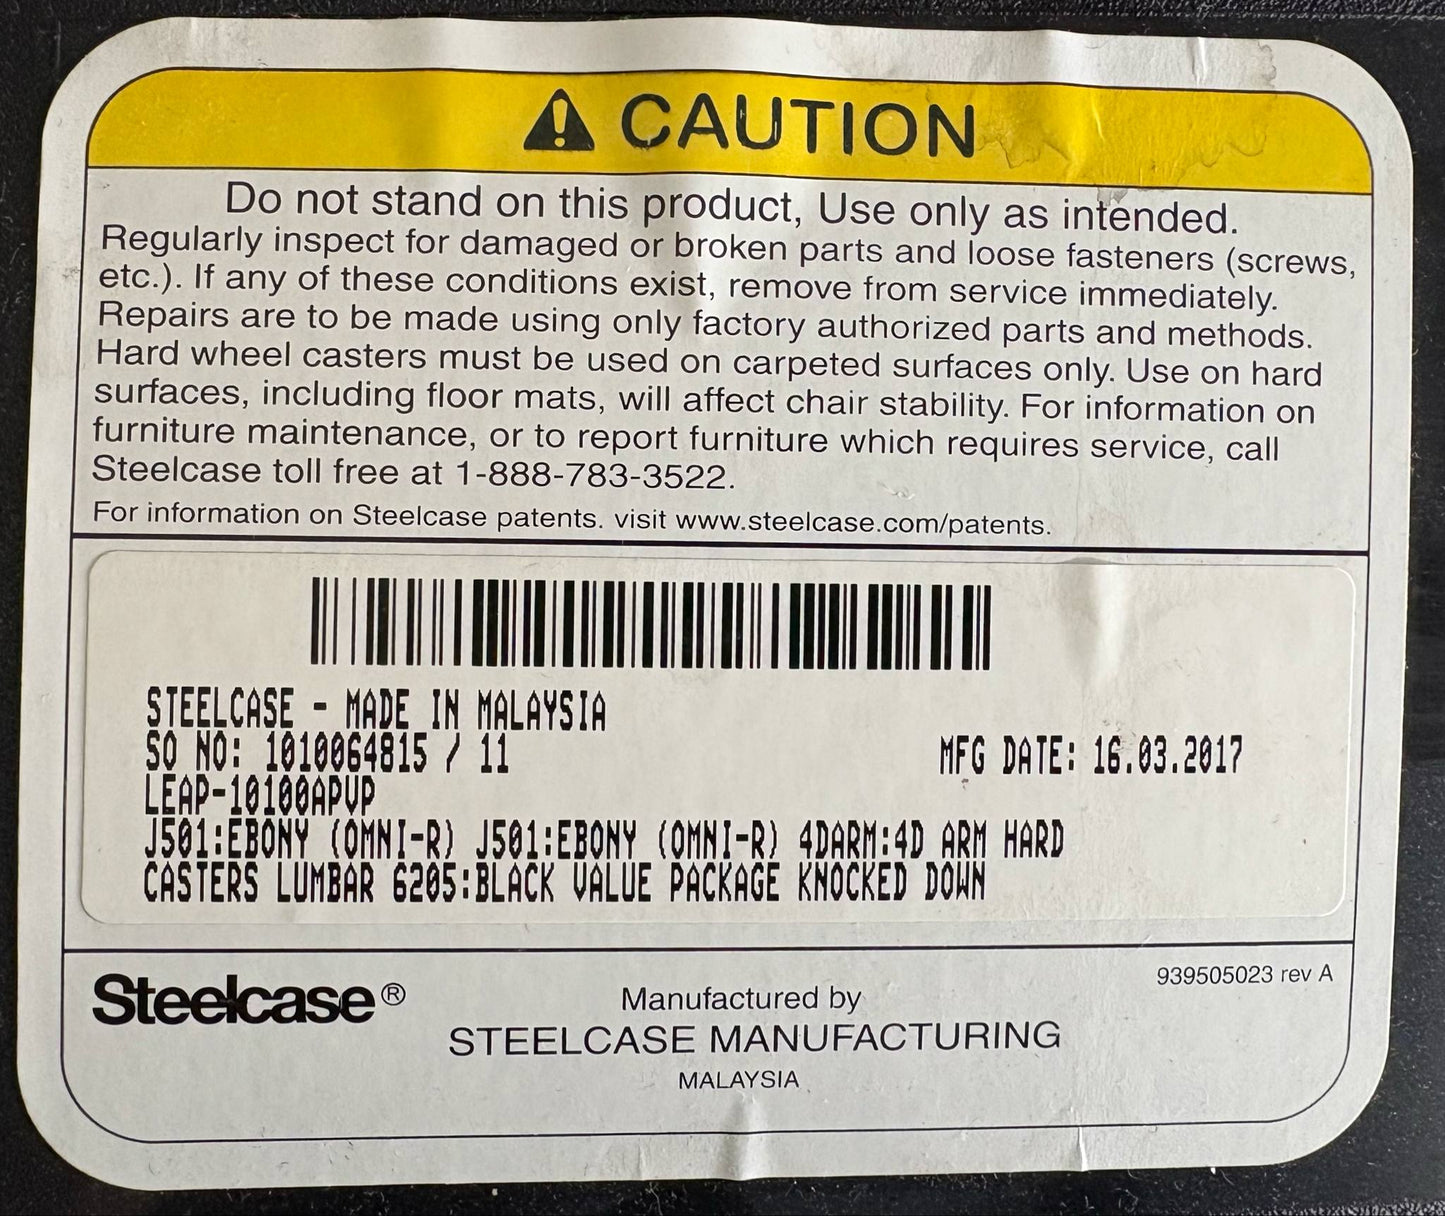 CAUTION
Do not stand on this product, Use only as intended.
Regularly inspect for damaged or broken parts and loose fasteners (screws,
etc.). If any of these conditions exist, remove from service immediately.
Repairs are to be made using only factory authorized parts and methods.
Hard wheel casters must be used on carpeted surfaces only. Use on hard
surfaces, including floor mats, will affect chair stability. For information on
furniture maintenance, or to report furniture which requires service, call
Steelcase toll free at 1-888-783-3522.
For information on Steelcase patents. visit www.steelcase.com/patents.
STEELCASE - MADE IN MALAYSIA
SO NO: 1010064815 / 11 MFG DATE: 16.03.2017
LEAP-10100APVP
J501:EBONY (OMNI-R) J501:EBONY (OMNI-R) 4DARM:4D ARM HARD
CASTERS LUMBAR 6205:BLACK VALUE PACKAGE KNOCKED DOWN
939505023 rev A
Steelcase® Manufactured by
STEELCASE MANUFACTURING
MALAYSIA